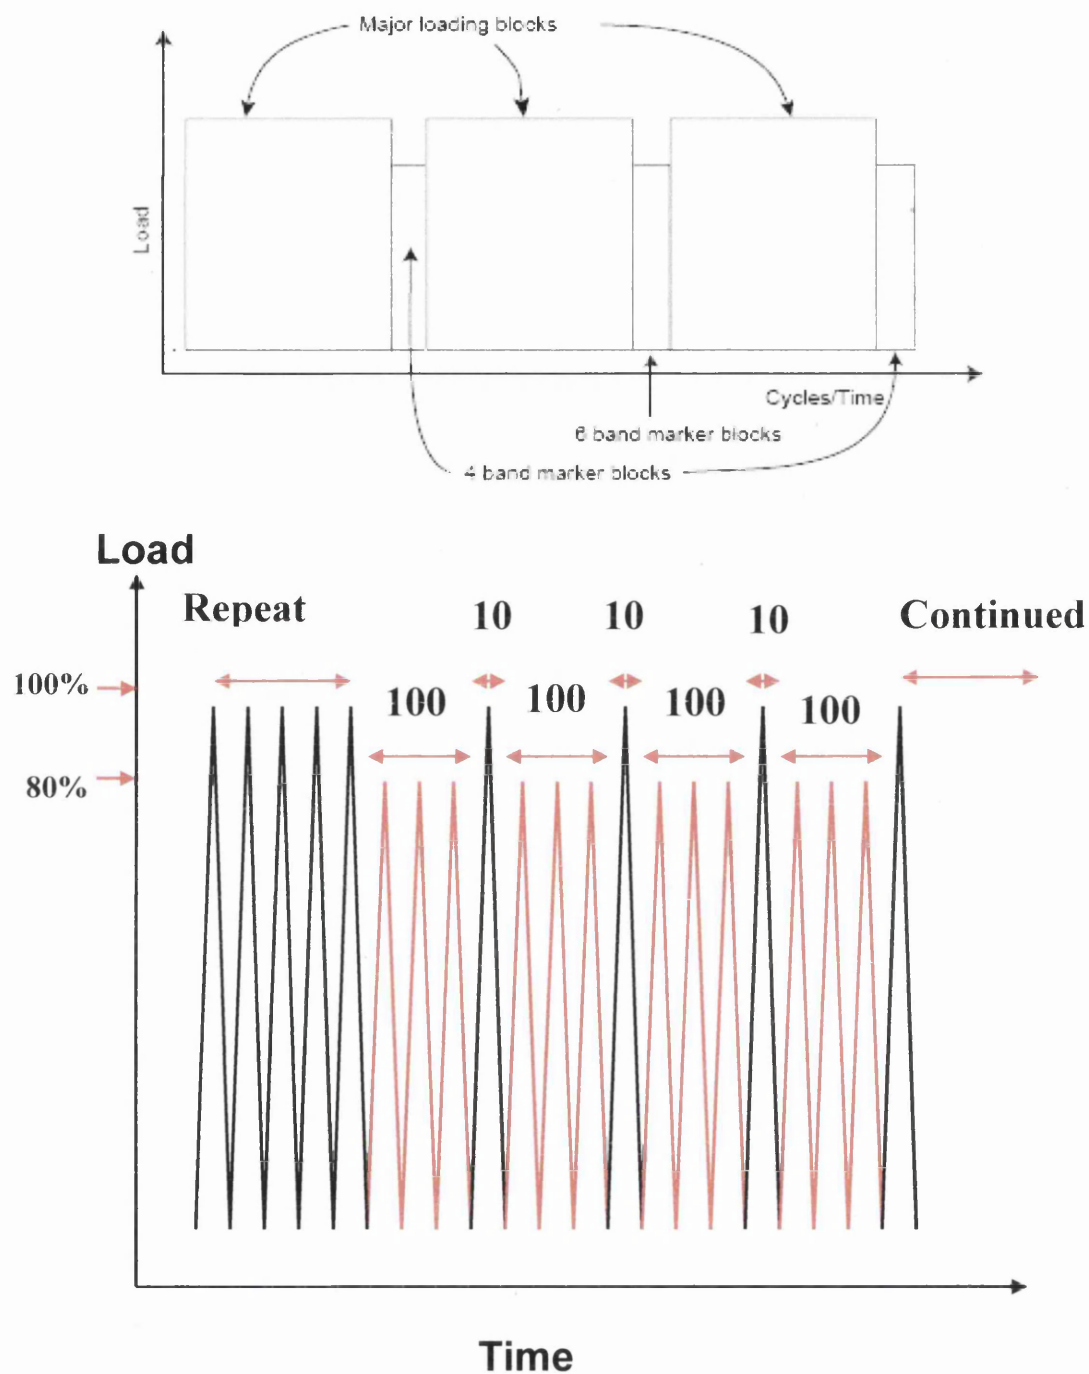 Major loading blocks
Load
Cycles/Time
6 band marker blocks
4 band marker blocks
Load
Repeat
10
10
10
Continued
100%
100
100
100
100
80%
Time